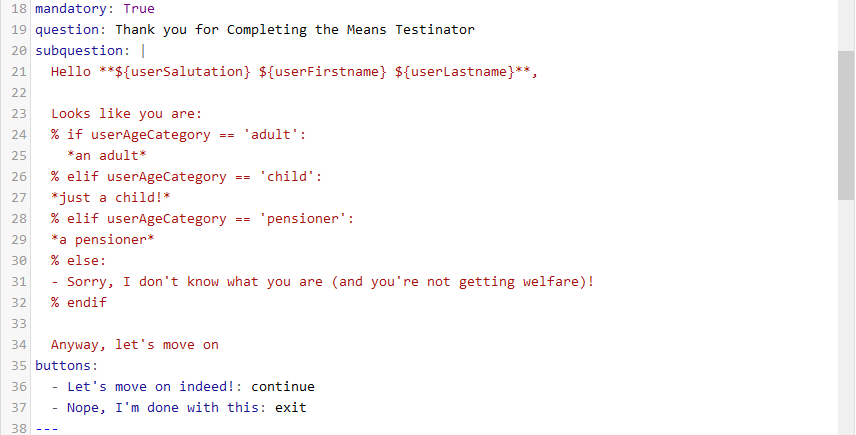 18 mandatory: True
19 question: Thank you for Completing the Means Testinator
20 subquestion: |
21   Hello **${userSalutation} ${userFirstname} ${userLastname}**,
22
23   Looks like you are:
24   % if userAgeCategory == 'adult':
25     *an adult*
26   % elif userAgeCategory == 'child':
27   *just a child!*
28   % elif userAgeCategory == 'pensioner':
29   *a pensioner*
30   % else:
31   - Sorry, I don't know what you are (and you're not getting welfare)!
32   % endif
33
34   Anyway, let's move on
35 buttons:
36   - Let's move on indeed!: continue
37   - Nope, I'm done with this: exit
38 ---